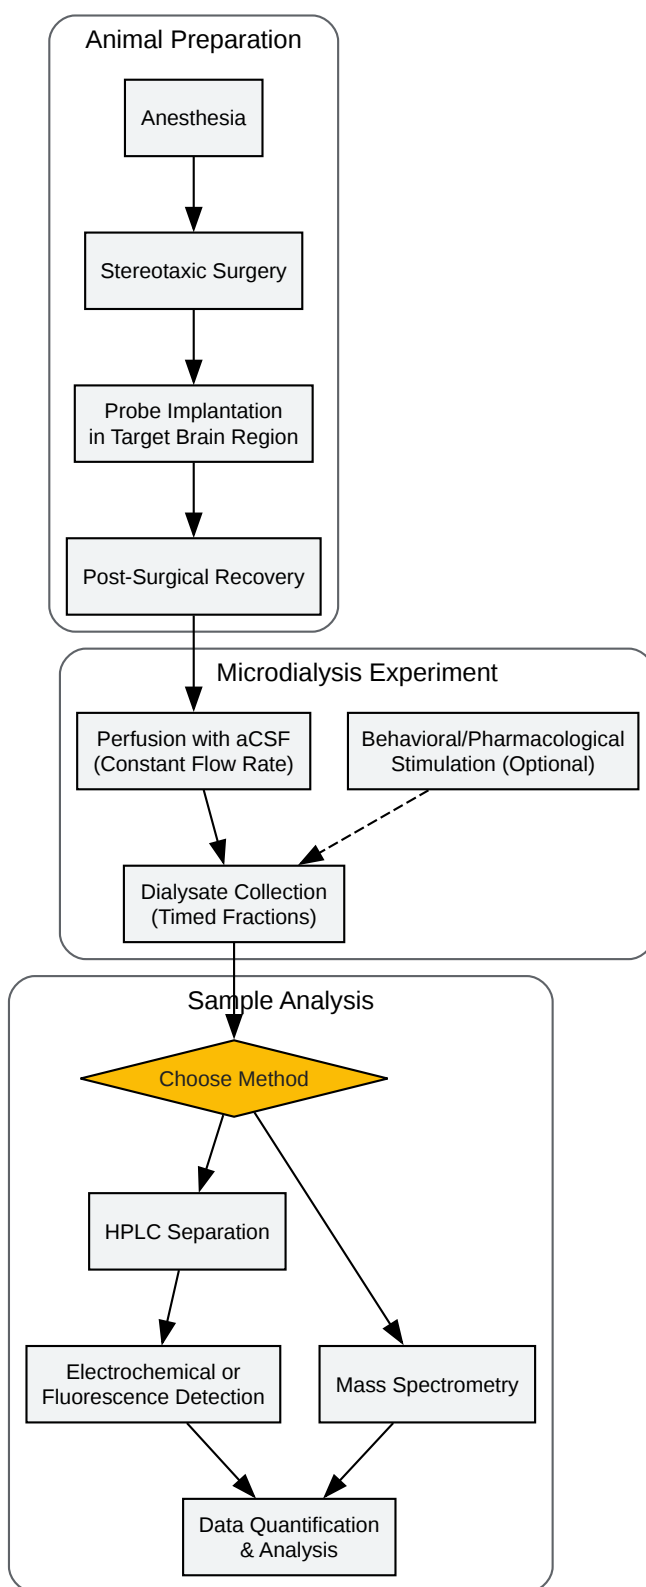 Animal Preparation
Anesthesia
Stereotaxic Surgery
Probe Implantation
in Target Brain Region
Post-Surgical Recovery
Microdialysis Experiment
Perfusion with aCSF
(Constant Flow Rate)
Behavioral/Pharmacological
Stimulation (Optional)
Dialysate Collection
(Timed Fractions)
Sample Analysis
Choose Method
HPLC Separation
Electrochemical or
Fluorescence Detection
Mass Spectrometry
Data Quantification
& Analysis